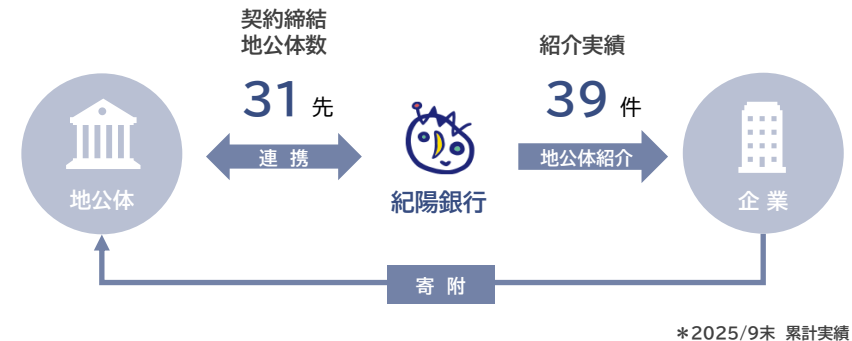 契約締結
地公体数
31 先
紹介実績
39 件
地公体
連 携
紀陽銀行
地公体紹介
企 業
寄 附
＊2025/9末 累計実績